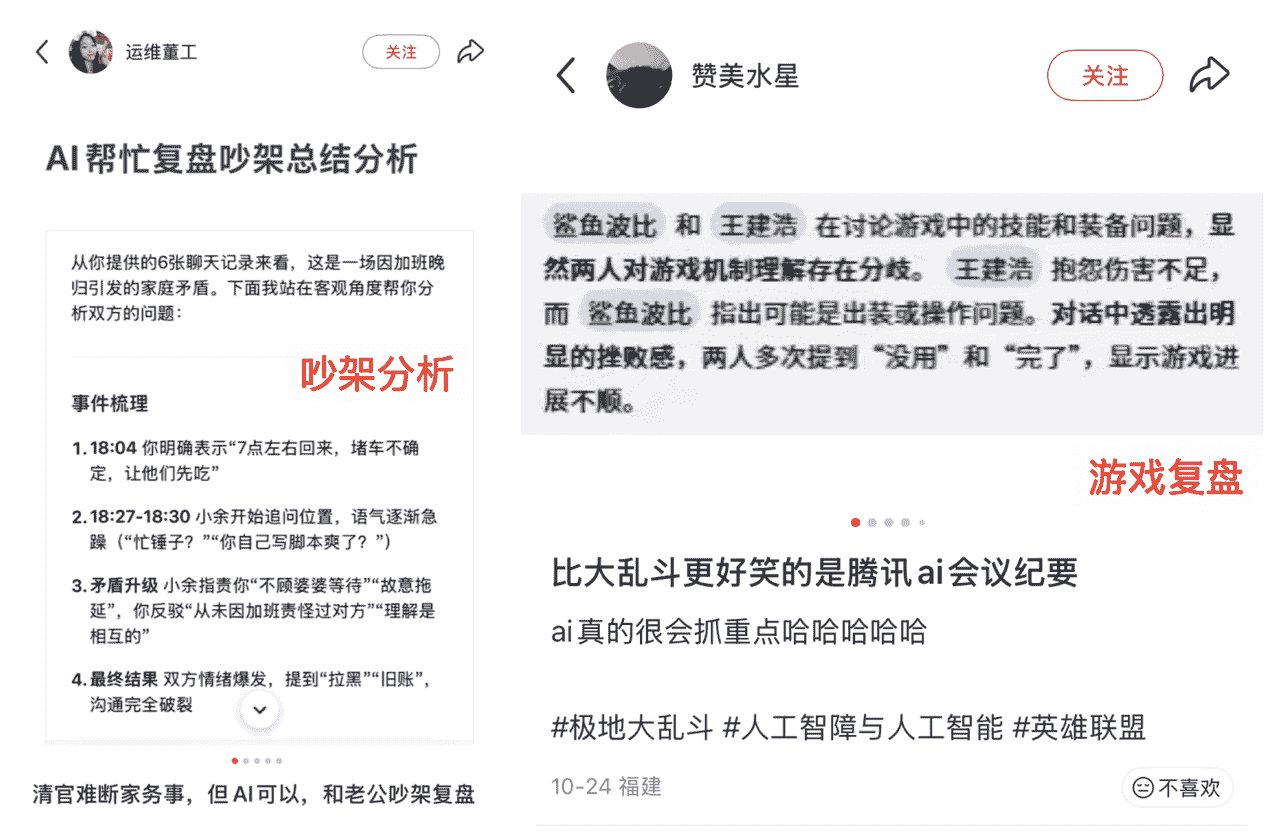 运维董工
关注
AI帮忙复盘吵架总结分析
从你提供的6张聊天记录来看，这是一场因加班晚
归引发的家庭矛盾。下面我站在客观角度帮你分
析双方的问题：
吵架分析
事件梳理
1. 18:04 你明确表示“7点左右回来，堵车不确
定，让他们先吃”
2. 18:27-18:30 小余开始追问位置，语气逐渐急
躁（“忙锤子？”“你自己写脚本爽了？”）
3. 矛盾升级 小余指责你“不顾婆婆等待”“故意拖
延”，你反驳“从未因加班责怪过对方”“理解是
相互的”
4. 最终结果 双方情绪爆发，提到“拉黑”“旧账”，
沟通完全破裂
清官难断家务事，但AI可以，和老公吵架复盘
赞美水星
关注
鲨鱼波比 和 王建浩 在讨论游戏中的技能和装备问题，显
然两人对游戏机制理解存在分歧。 王建浩 抱怨伤害不足，
而 鲨鱼波比 指出可能是出装或操作问题。对话中透露出明
显的挫败感，两人多次提到“没用”和“完了”，显示游戏进
展不顺。
游戏复盘
比大乱斗更好笑的是腾讯ai会议纪要
ai真的很会抓重点哈哈哈哈哈
#极地大乱斗 #人工智障与人工智能 #英雄联盟
10-24 福建
不喜欢